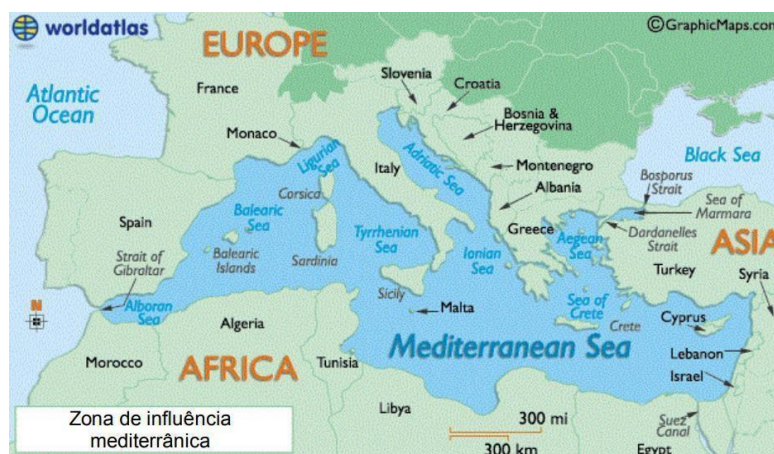 worldatlas
©GraphicMaps.com
EUROPE
Slovenia
Croatia
France
Atlantic
Ocean
Bosnia &
Herzegovina
Monaco
Ligurian
Sea
Italy
Adriatic Sea
Montenegro
Black Sea
Bosporus
Strait
Corsica
Albania
Sea of
Marmara
Spain
Balearic
Sea
Tyrrhenian
Sea
Greece
Aegean
Sea
Dardanelles
Strait
ASIA
Strait of
Gibraltar
Balearic
Islands
Sardinia
Ionian
Sea
Turkey
Syria
N
Alboran
Sea
Sicily
Malta
Sea of
Crete
Crete
Cyprus
Algeria
Mediterranean Sea
Lebanon
Morocco
AFRICA
Tunisia
Israel
Zona de influência
mediterrânica
Libya
300 mi
300 km
Suez
Canal
Egypt